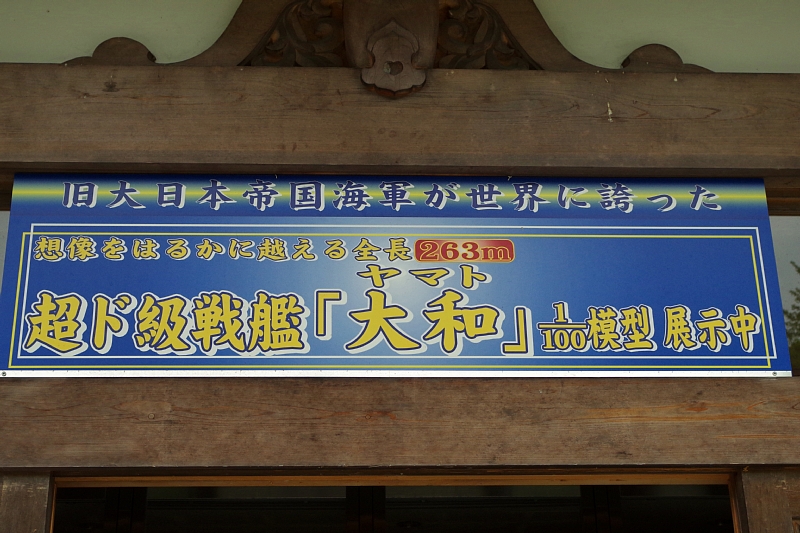 旧大日本帝国海軍が世界に誇った
想像をはるかに越える全長263m
ヤマト
超ド級戦艦「大和」1/100模型 展示中